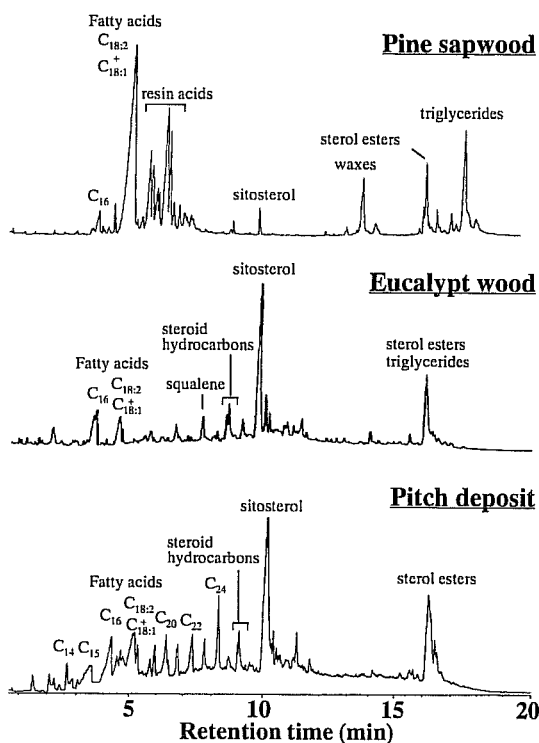 Pine sapwood
Fatty acids
C18:2
+
C18:1
resin acids
triglycerides
sterol esters
waxes
C16
sitosterol
Eucalypt wood
sitosterol
steroid
hydrocarbons
Fatty acids
C16
C18:2
+
C18:1
squalene
sterol esters
triglycerides
Pitch deposit
sitosterol
steroid
hydrocarbons
Fatty acids
C14
C15
C16
C18:2
+
C18:1
C20
C22
C24
sterol esters
5 10 15 20
Retention time (min)